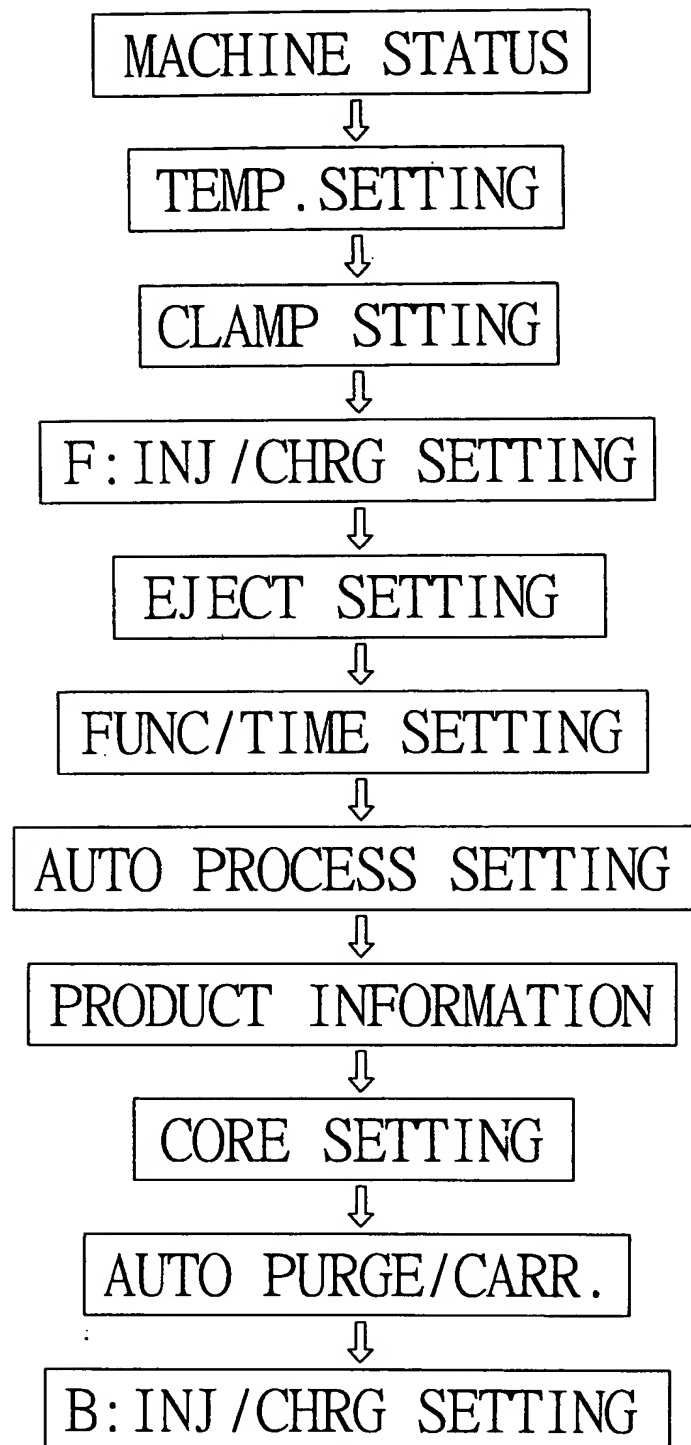 MACHINE STATUS
TEMP.SETTING
CLAMP STTING
F:INJ/CHRG SETTING
EJECT SETTING
FUNC/TIME SETTING
AUTO PROCESS SETTING
PRODUCT INFORMATION
CORE SETTING
AUTO PURGE/CARR.
B:INJ/CHRG SETTING